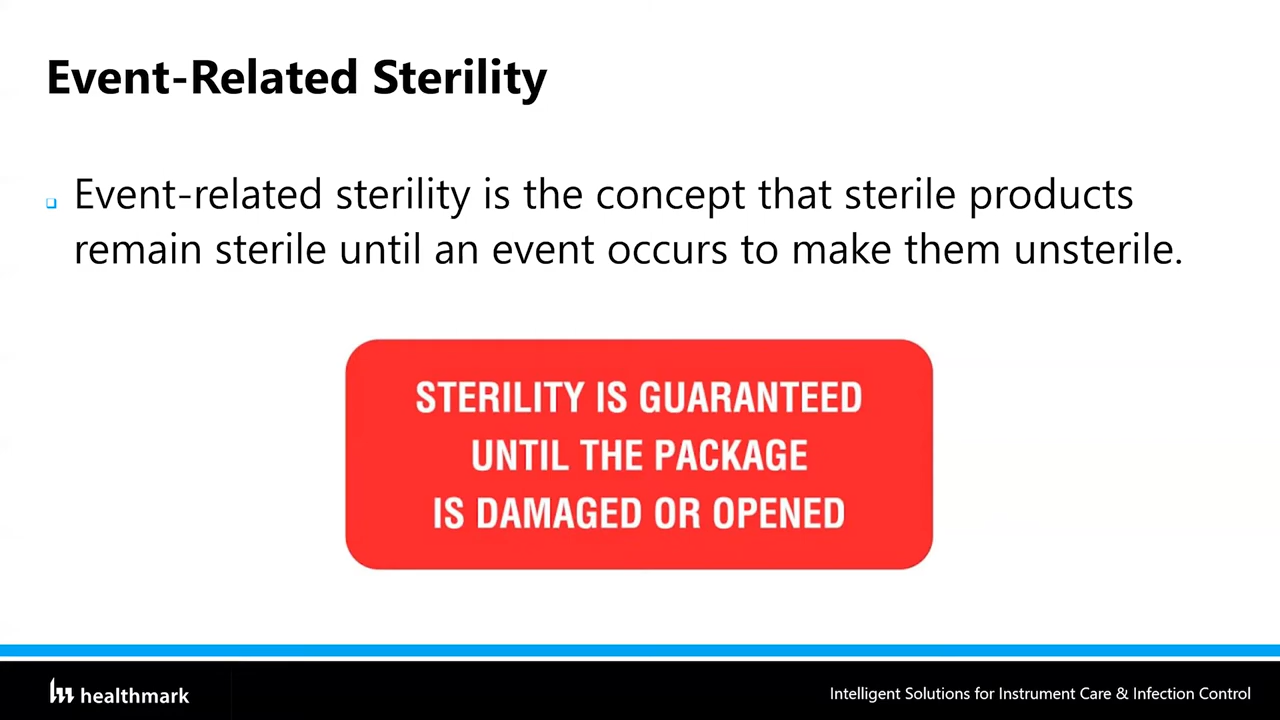 Event-Related Sterility
Event-related sterility is the concept that sterile products
remain sterile until an event occurs to make them unsterile.
STERILITY IS GUARANTEED
UNTIL THE PACKAGE
IS DAMAGED OR OPENED
healthmark
Intelligent Solutions for Instrument Care & Infection Control